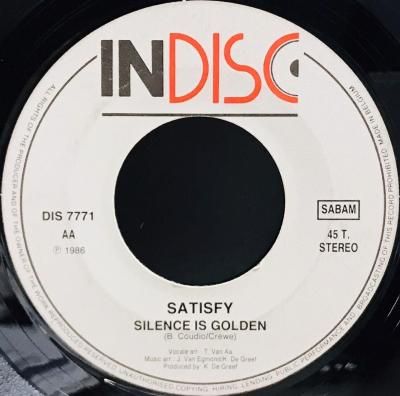 INDISC
DIS 7771
AA
℗ 1986
SABAM
45 T.
STEREO
SATISFY
SILENCE IS GOLDEN
(B. Coudio/Crewe)
Vocale arr.: T. Van Aa.
Music arr.: J. Van Egmond/K. De Greef
Produced by K. De Greef
ALL RIGHTS OF THE PRODUCER AND OF THE OWNER OF THE WORK REPRODUCED RESERVED UNAUTHORISED COPYING, HIRING, LENDING, PUBLIC PERFORMANCE AND BROADCASTING OF THIS RECORD PROHIBITED MADE IN BELGIUM